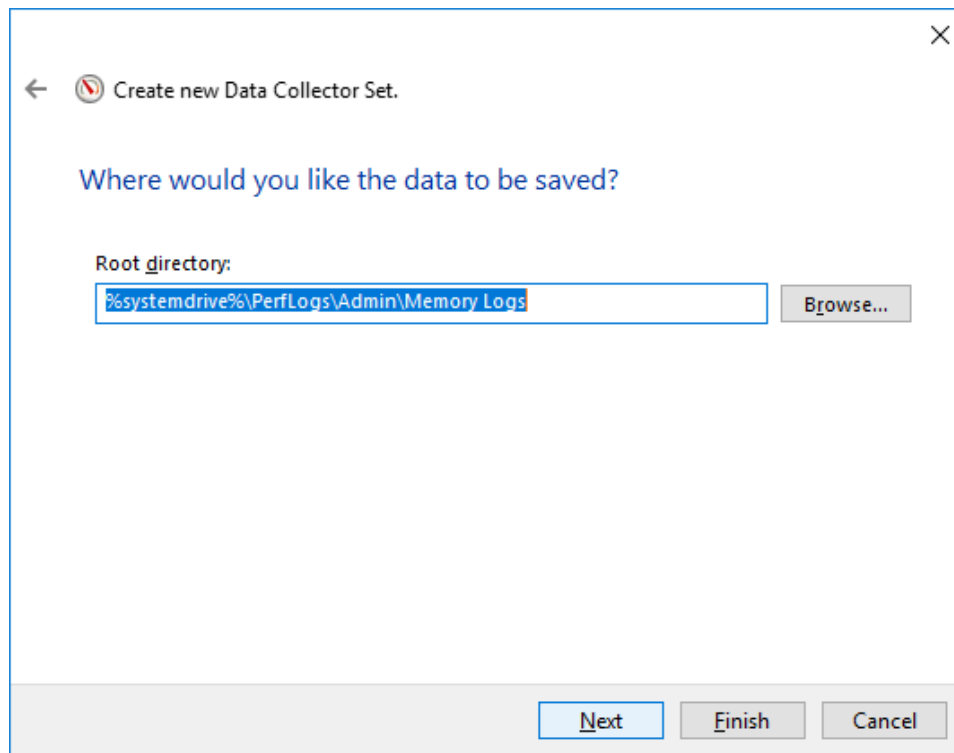 Create new Data Collector Set.
Where would you like the data to be saved?
Root directory:
%systemdrive%\PerfLogs\Admin\Memory Logs
Browse...
Next
Finish
Cancel